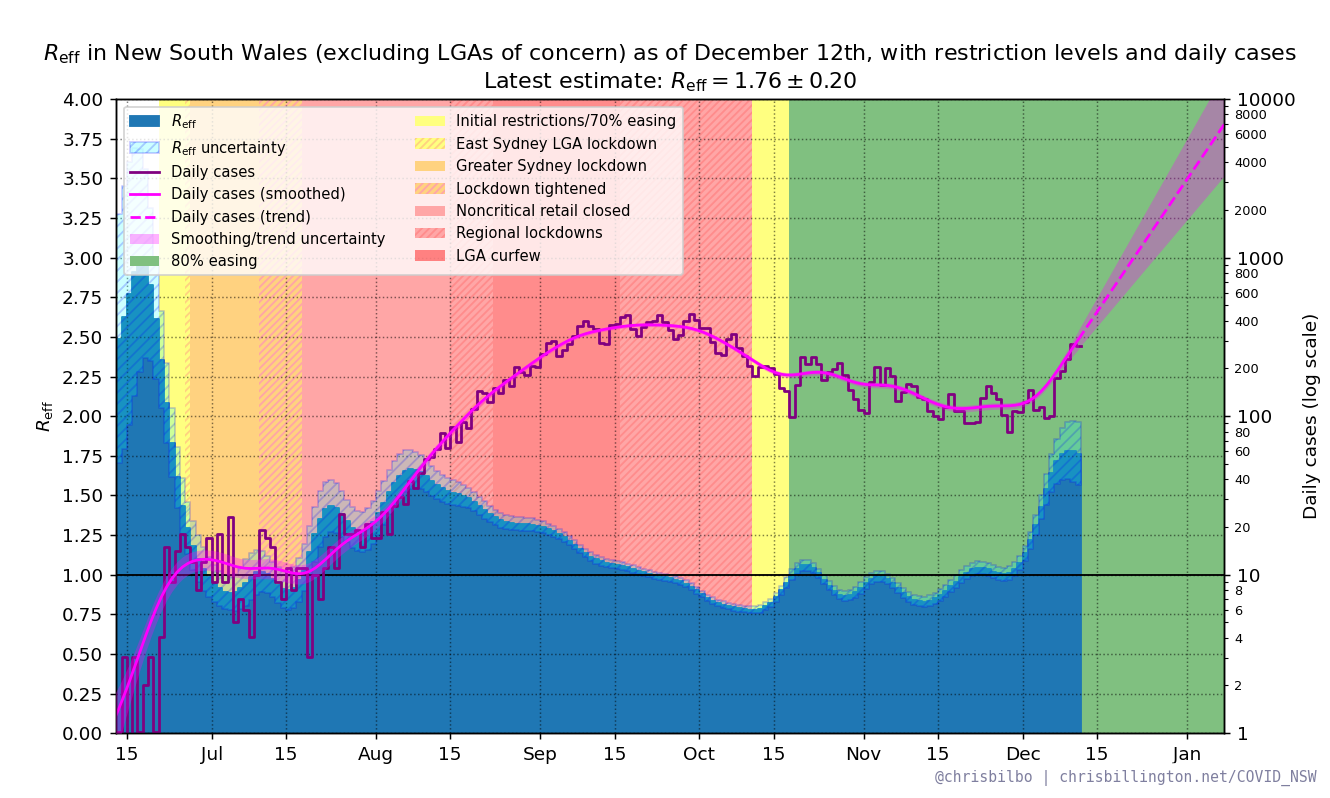 Reff in New South Wales (excluding LGAs of concern) as of December 12th, with restriction levels and daily cases
Latest estimate: Reff = 1.76 ± 0.20
Reff
Reff uncertainty
Daily cases
Daily cases (smoothed)
Daily cases (trend)
Smoothing/trend uncertainty
80% easing
Initial restrictions/70% easing
East Sydney LGA lockdown
Greater Sydney lockdown
Lockdown tightened
Noncritical retail closed
Regional lockdowns
LGA curfew
Reff
4.00
3.75
3.50
3.25
3.00
2.75
2.50
2.25
2.00
1.75
1.50
1.25
1.00
0.75
0.50
0.25
0.00
10000
8000
6000
4000
2000
1000
800
600
400
200
100
80
60
40
20
10
8
6
4
2
1
Daily cases (log scale)
15 Jul 15 Aug 15 Sep 15 Oct 15 Nov 15 Dec 15 Jan
@chrisbilbo | chrisbillington.net/COVID_NSW